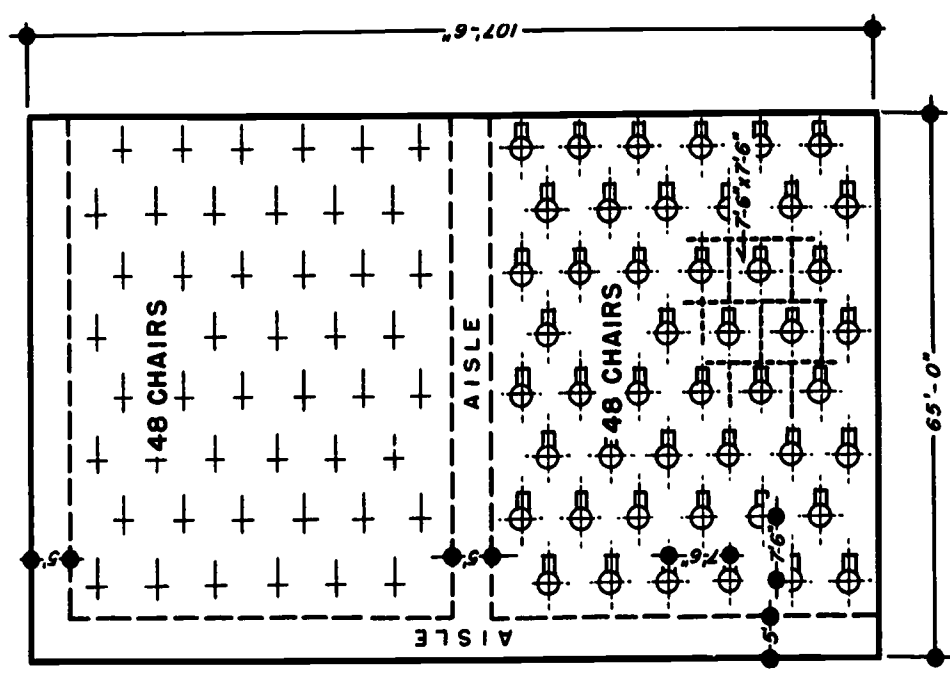 107'-6"
7'-6"x7'-6"
48 CHAIRS
AISLE
48 CHAIRS
65'-0"
5'
5'
7'-6"
7'-6"
5'
AISLE